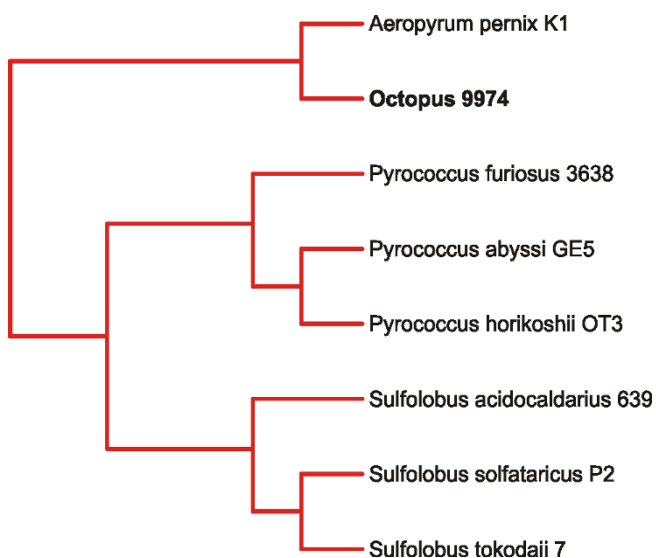 Aeropyrum pernix K1
Octopus 9974
Pyrococcus furiosus 3638
Pyrococcus abyssi GE5
Pyrococcus horikoshii OT3
Sulfolobus acidocaldarius 639
Sulfolobus solfataricus P2
Sulfolobus tokodaii 7